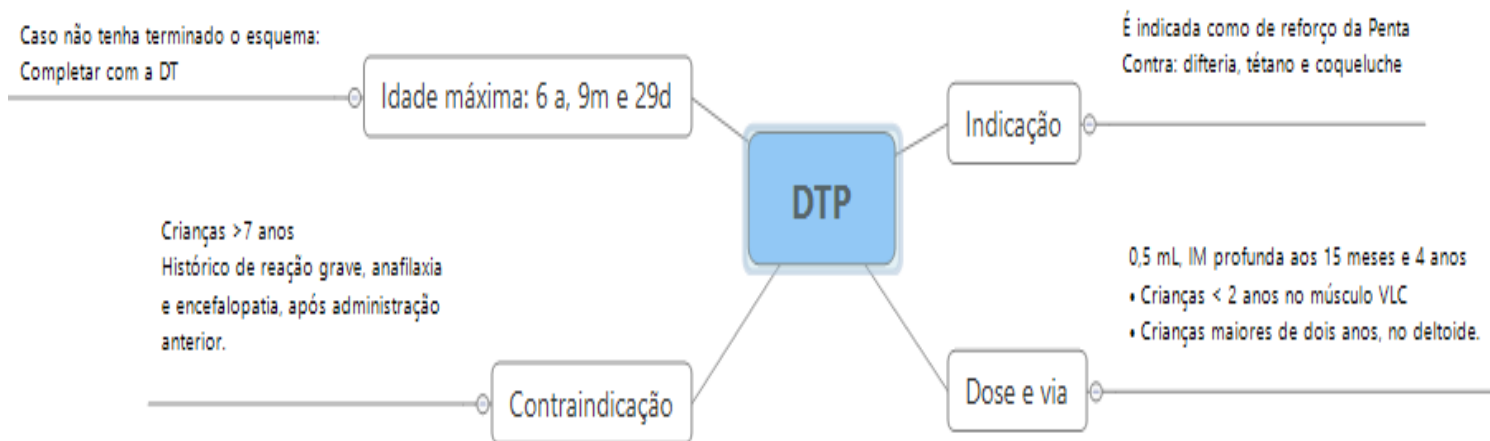 Caso não tenha terminado o esquema:
Completar com a DT
Idade máxima: 6 a, 9m e 29d
É indicada como de reforço da Penta
Contra: difteria, tétano e coqueluche
Indicação
DTP
Crianças >7 anos
Histórico de reação grave, anafilaxia
e encefalopatia, após administração
anterior.
Contraindicação
0,5 mL, IM profunda aos 15 meses e 4 anos
• Crianças < 2 anos no músculo VLC
• Crianças maiores de dois anos, no deltoide.
Dose e via